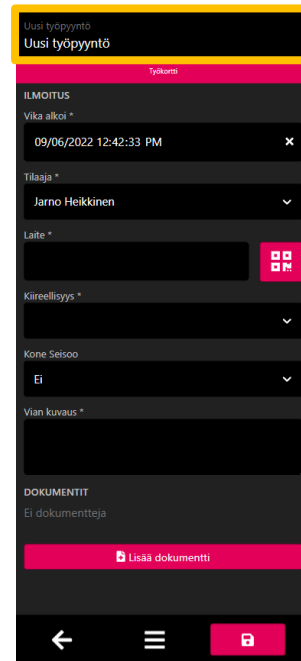 Uusi työpyyntö
Uusi työpyyntö
Työkortti
ILMOITUS
Vika alkoi *
09/06/2022 12:42:33 PM
Tilaaja *
Jarno Heikkinen
Laite *
Kiireellisyys *
Kone Seisoo
Ei
Vian kuvaus *
DOKUMENTIT
Ei dokumentteja
Lisää dokumentti